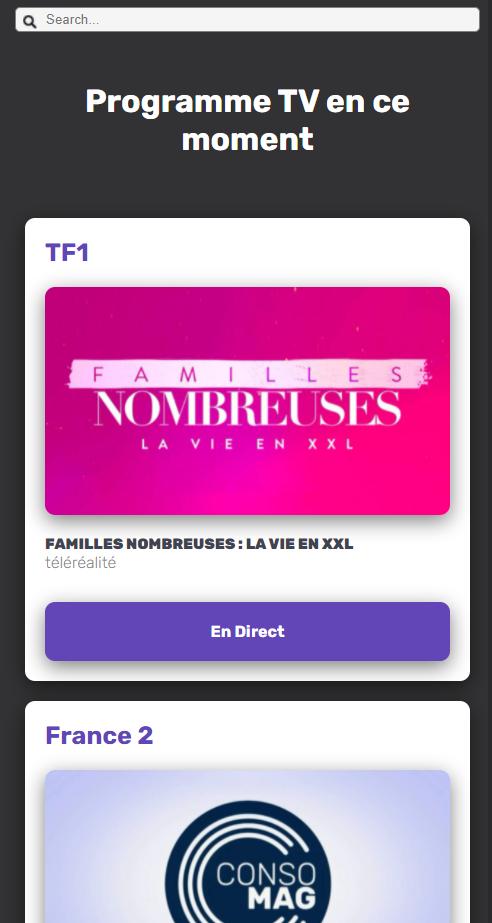 Search...
Programme TV en ce
moment
TF1
FAMILLES
NOMBREUSES
LA VIE EN XXL
FAMILLES NOMBREUSES : LA VIE EN XXL
téléréalité
En Direct
France 2
CONSO
MAG